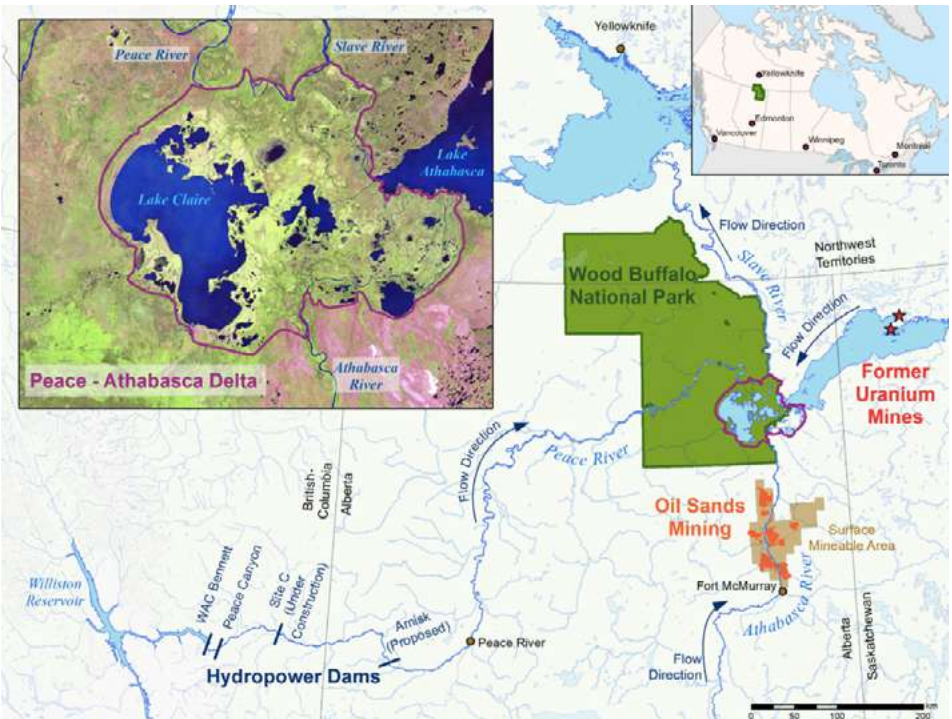 Peace River
Slave River
Lake
Athabasca
Lake Claire
Athabasca
River
Peace - Athabasca Delta
Yellowknife
Yellowknife
Edmonton
Vancouver
Winnipeg
Montreal
Toronto
Flow Direction
Slave River
Northwest
Territories
Wood Buffalo
National Park
Flow Direction
Former
Uranium
Mines
Flow Direction
Peace River
British-
Columbia
Alberta
Oil Sands
Mining
Surface
Mineable Area
Fort McMurray
Athabasca River
Williston
Reservoir
WAC Bennett
Peace Canyon
Site C
(Under
Construction)
Amisk
(Proposed)
Peace River
Hydropower Dams
Flow
Direction
Alberta
Saskatchewan
0 50 100 200
km